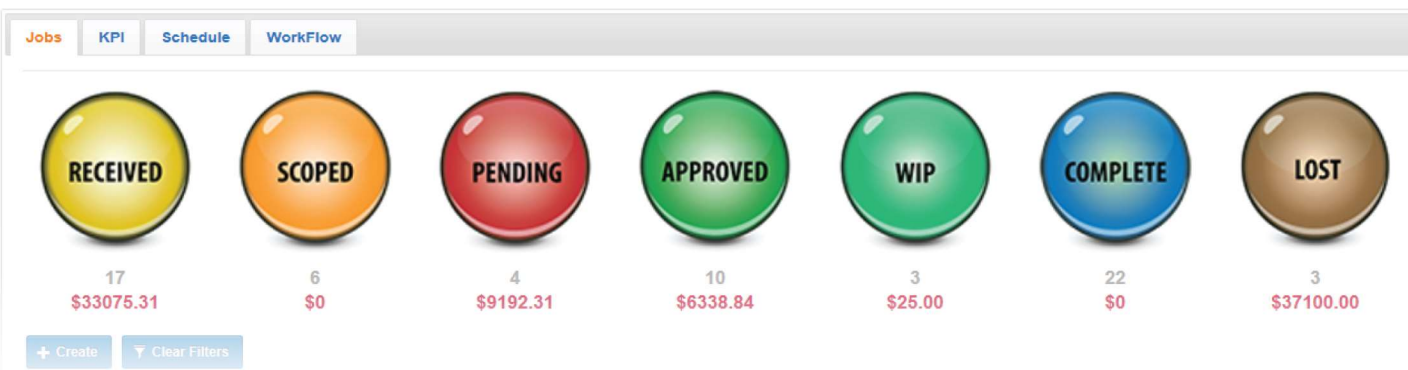 Jobs KPI Schedule WorkFlow
RECEIVED SCOPED PENDING APPROVED WIP COMPLETE LOST
17 6 4 10 3 22 3
$33075.31 $0 $9192.31 $6338.84 $25.00 $0 $37100.00
+ Create Clear Filters